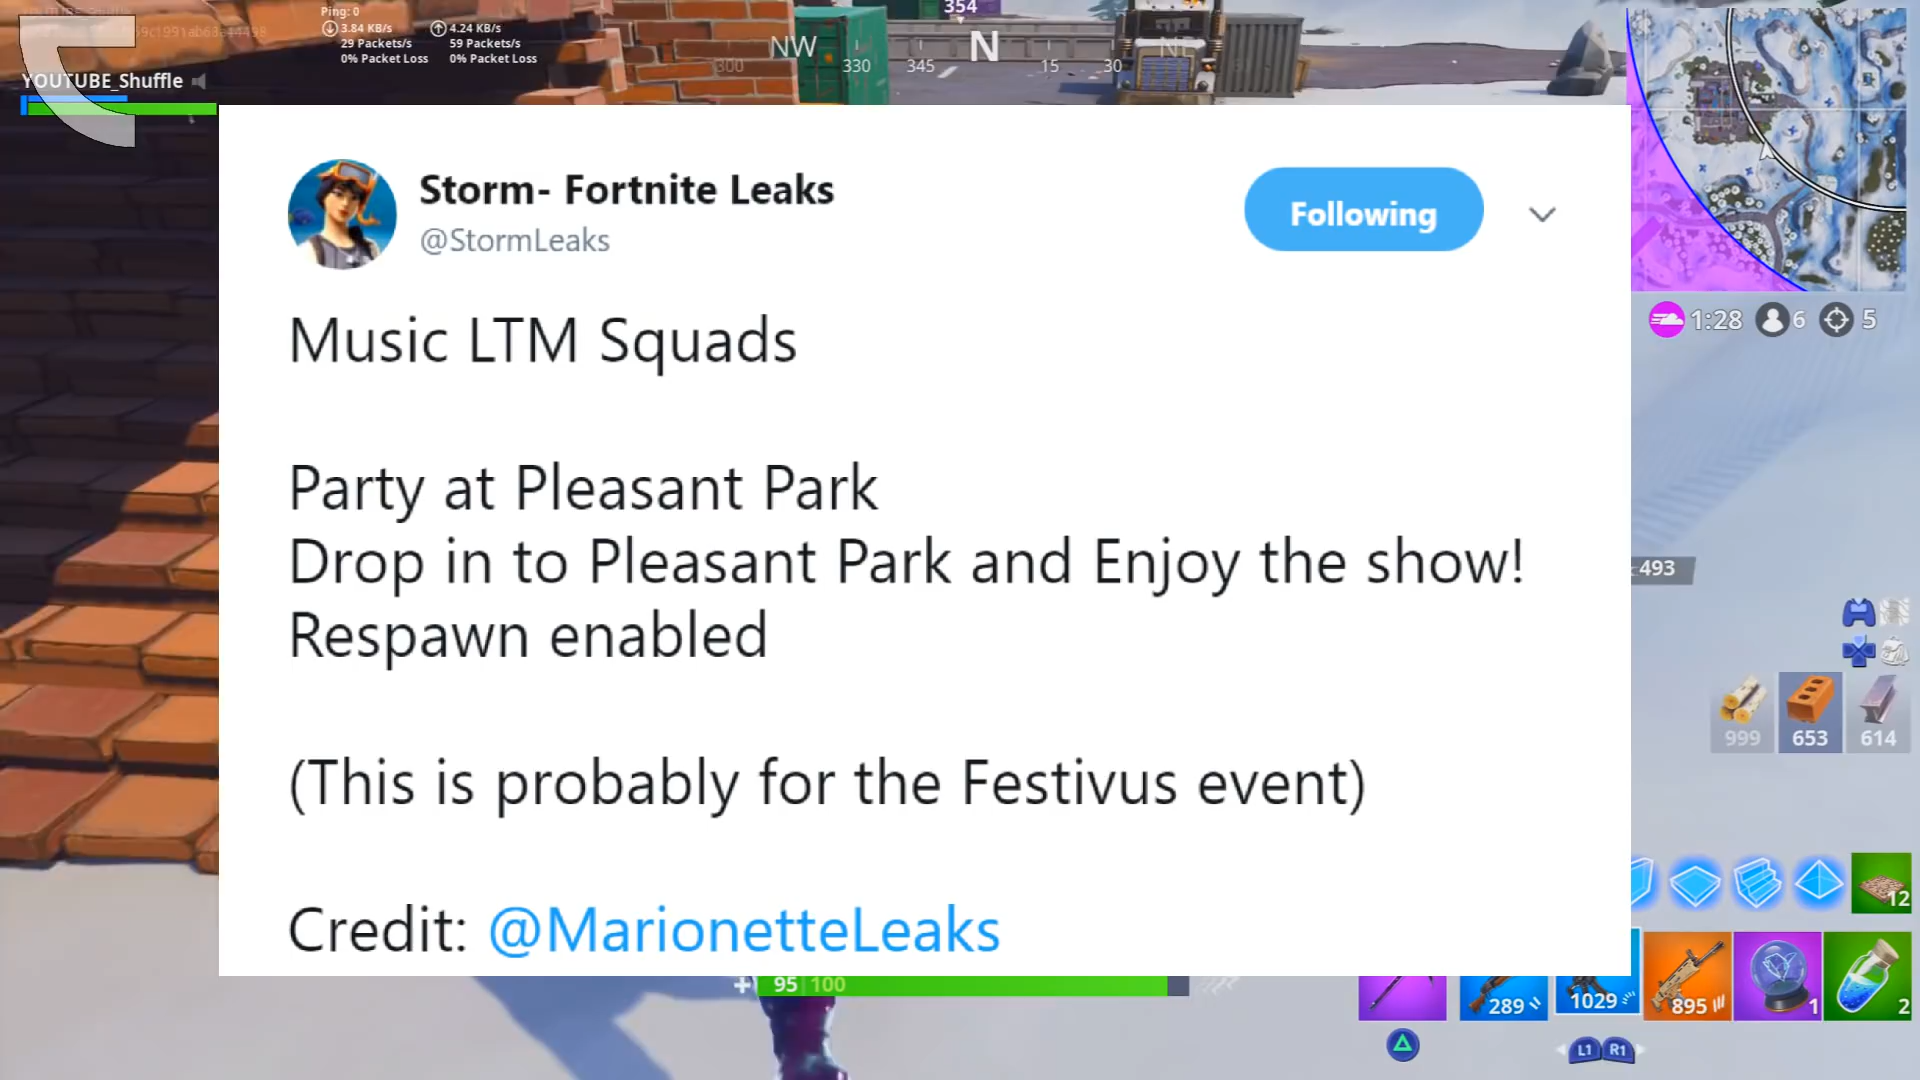 354
Ping: 0
3.84 KB/s 4.24 KB/s
29 Packets/s 59 Packets/s
0% Packet Loss 0% Packet Loss
NW N
300 330 345 15 30
YOUTUBE_Shuffle
Storm- Fortnite Leaks
@StormLeaks
Following
Music LTM Squads
Party at Pleasant Park
Drop in to Pleasant Park and Enjoy the show!
Respawn enabled
(This is probably for the Festivus event)
Credit: @MarionetteLeaks
1:28 6 5
493
999 653 614
12
95 | 100
289 1029 895 1 2
L1 R1